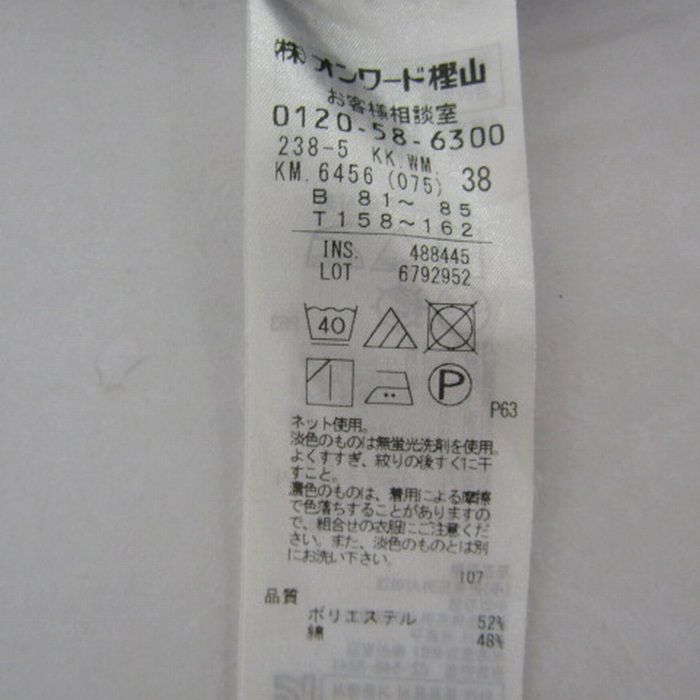 (株)オンワード樫山
お客様相談室
0120-58-6300
238-5 KK.WM.
KM.6456 (075) 38
B 81～ 85
T158～162
INS. 488445
LOT 6792952
40
P
P63
ネット使用。
淡色のものは無蛍光洗剤を使用。
よくすすぎ、絞りの後すぐに干
すこと。
濃色のものは、着用による摩擦
で色落ちすることがありますの
で、組合せの衣服にご注意くだ
さい。また、淡色のものとは別
にお洗い下さい。
107
品質
ポリエステル 52%
綿 48%